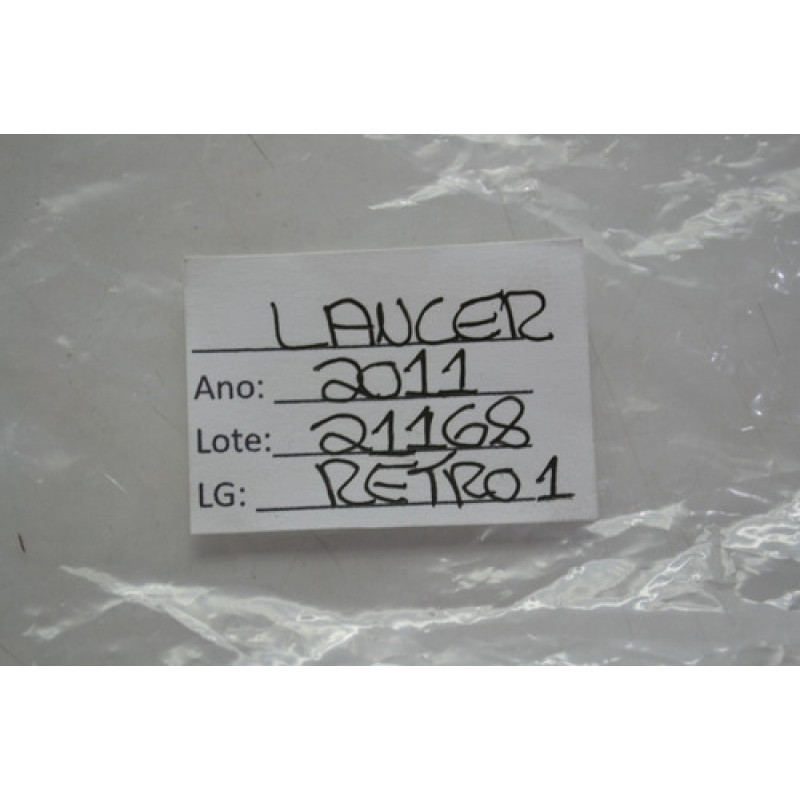 LANCER
Ano: 2011
Lote: 21168
LG: RETRO 1